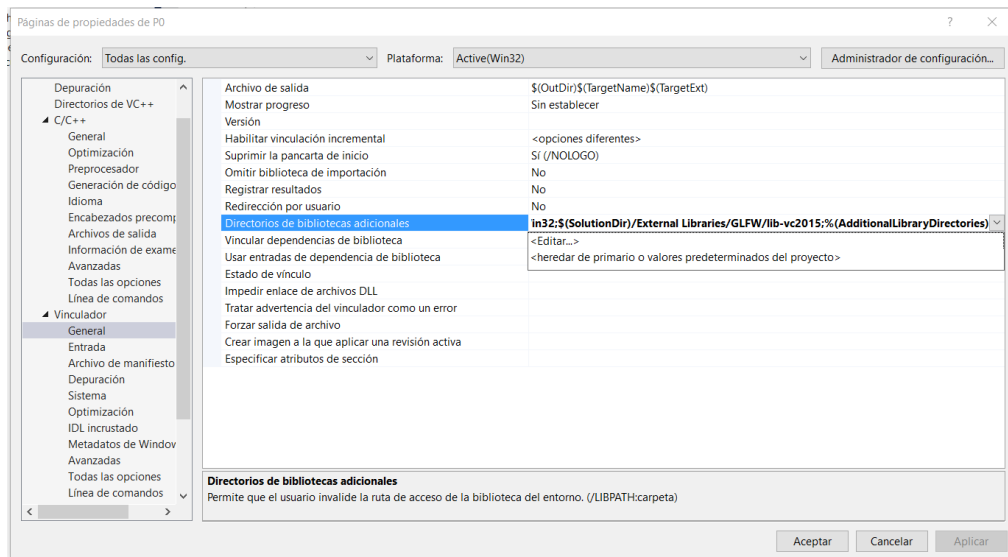 Páginas de propiedades de P0
? ×
Configuración: Todas las config. Plataforma: Active(Win32) Administrador de configuración...
Depuración
Directorios de VC++
C/C++
General
Optimización
Preprocesador
Generación de código
Idioma
Encabezados precomp
Archivos de salida
Información de exame
Avanzadas
Todas las opciones
Línea de comandos
Vinculador
General
Entrada
Archivo de manifiesto
Depuración
Sistema
Optimización
IDL incrustado
Metadatos de Window
Avanzadas
Todas las opciones
Línea de comandos
Archivo de salida $(OutDir)$(TargetName)$(TargetExt)
Mostrar progreso Sin establecer
Versión
Habilitar vinculación incremental <opciones diferentes>
Suprimir la pancarta de inicio Sí (/NOLOGO)
Omitir biblioteca de importación No
Registrar resultados No
Redirección por usuario No
Directorios de bibliotecas adicionales in32;$(SolutionDir)/External Libraries/GLFW/lib-vc2015;%(AdditionalLibraryDirectories)
Vincular dependencias de biblioteca <Editar...>
Usar entradas de dependencia de biblioteca <heredar de primario o valores predeterminados del proyecto>
Estado de vínculo
Impedir enlace de archivos DLL
Tratar advertencia del vinculador como un error
Forzar salida de archivo
Crear imagen a la que aplicar una revisión activa
Especificar atributos de sección
Directorios de bibliotecas adicionales
Permite que el usuario invalide la ruta de acceso de la biblioteca del entorno. (/LIBPATH:carpeta)
Aceptar Cancelar Aplicar